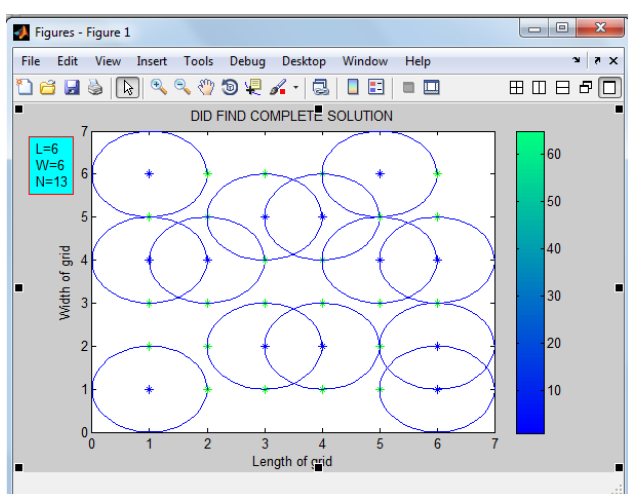 Figures - Figure 1
File Edit View Insert Tools Debug Desktop Window Help
DID FIND COMPLETE SOLUTION
L=6
W=6
N=13
7
6
5
4
3
2
1
0
Width of grid
0 1 2 3 4 5 6 7
Length of grid
60
50
40
30
20
10